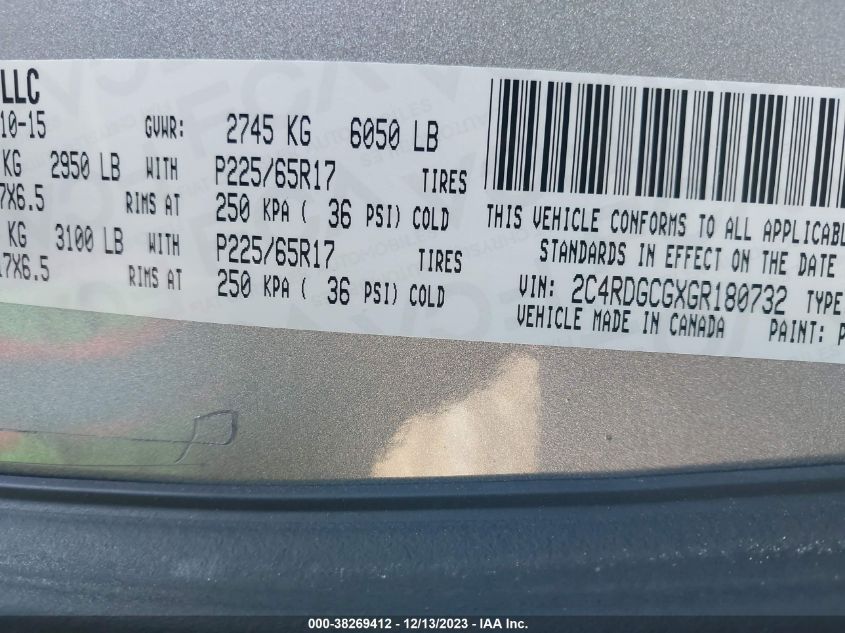 LLC
10-15 GVWR: 2745 KG 6050 LB
KG 2950 LB WITH P225/65R17 TIRES
7X6.5 RIMS AT 250 KPA ( 36 PSI) COLD
KG 3100 LB WITH P225/65R17 TIRES
17X6.5 RIMS AT 250 KPA ( 36 PSI) COLD
THIS VEHICLE CONFORMS TO ALL APPLICABL
STANDARDS IN EFFECT ON THE DATE
VIN: 2C4RDGCGXGR180732 TYPE:
VEHICLE MADE IN CANADA PAINT: P
000-38269412 - 12/13/2023 - IAA Inc.